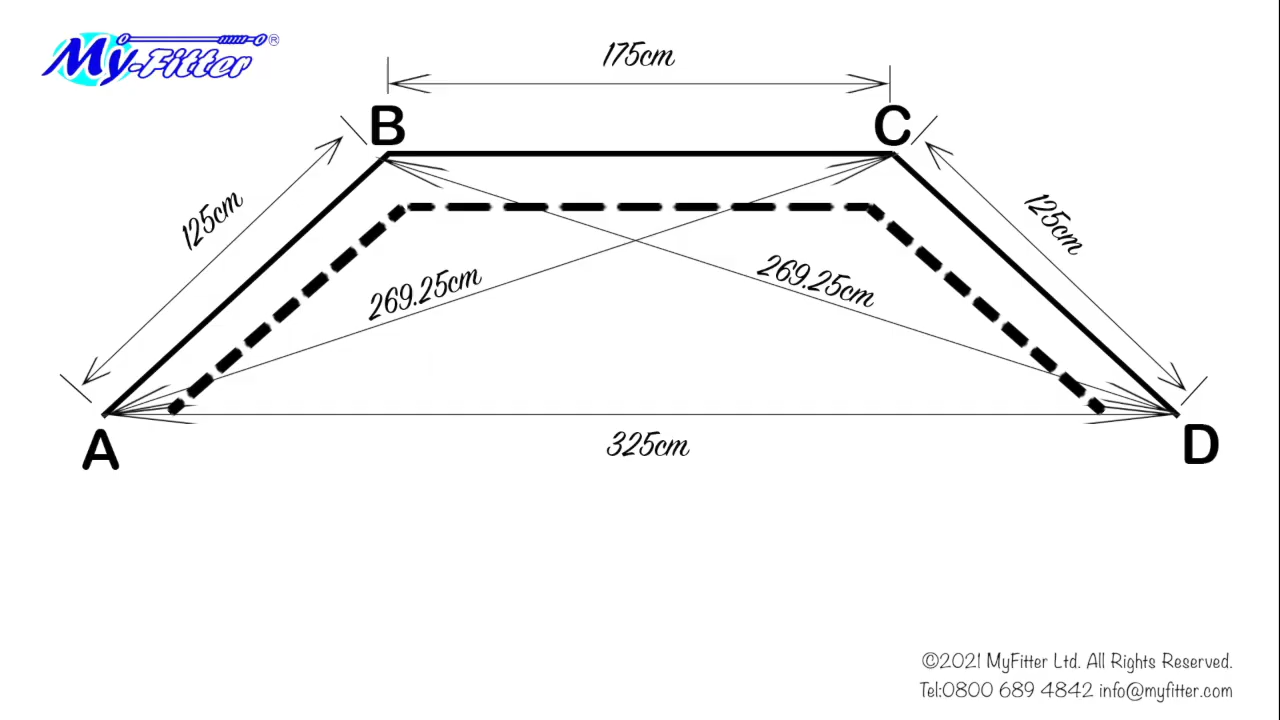 My-Fitter®
175cm
B
C
125cm
125cm
269.25cm
269.25cm
325cm
A
D
©2021 MyFitter Ltd. All Rights Reserved.
Tel:0800 689 4842 info@myfitter.com